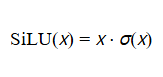 SiLU(x) = x · σ(x)